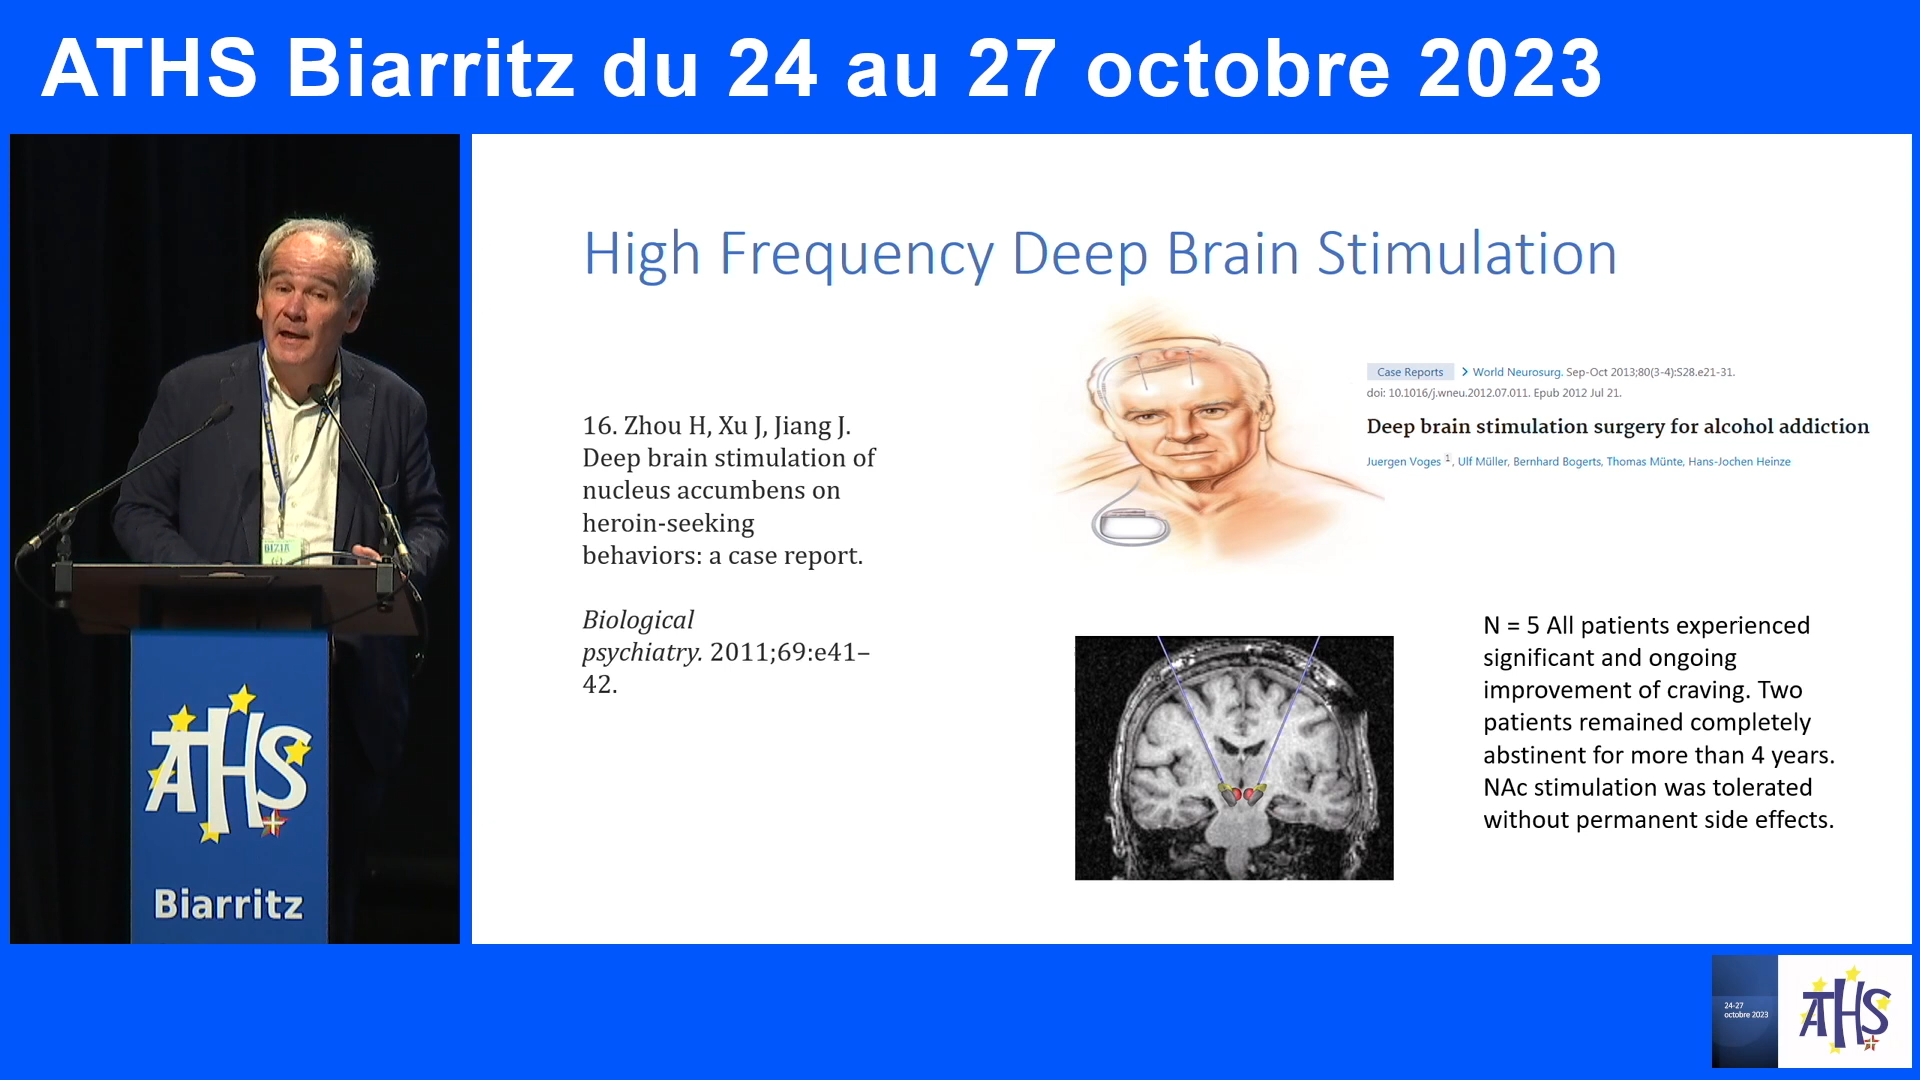 ATHS Biarritz du 24 au 27 octobre 2023
High Frequency Deep Brain Stimulation
16. Zhou H, Xu J, Jiang J.
Deep brain stimulation of
nucleus accumbens on
heroin-seeking
behaviors: a case report.
Biological
psychiatry. 2011;69:e41–
42.
Case Reports > World Neurosurg. Sep-Oct 2013;80(3-4):S28.e21-31.
doi: 10.1016/j.wneu.2012.07.011. Epub 2012 Jul 21.
Deep brain stimulation surgery for alcohol addiction
Juergen Voges 1, Ulf Müller, Bernhard Bogerts, Thomas Münte, Hans-Jochen Heinze
N = 5 All patients experienced
significant and ongoing
improvement of craving. Two
patients remained completely
abstinent for more than 4 years.
NAc stimulation was tolerated
without permanent side effects.
ATHS
Biarritz
24-27
octobre 2023
ATHS